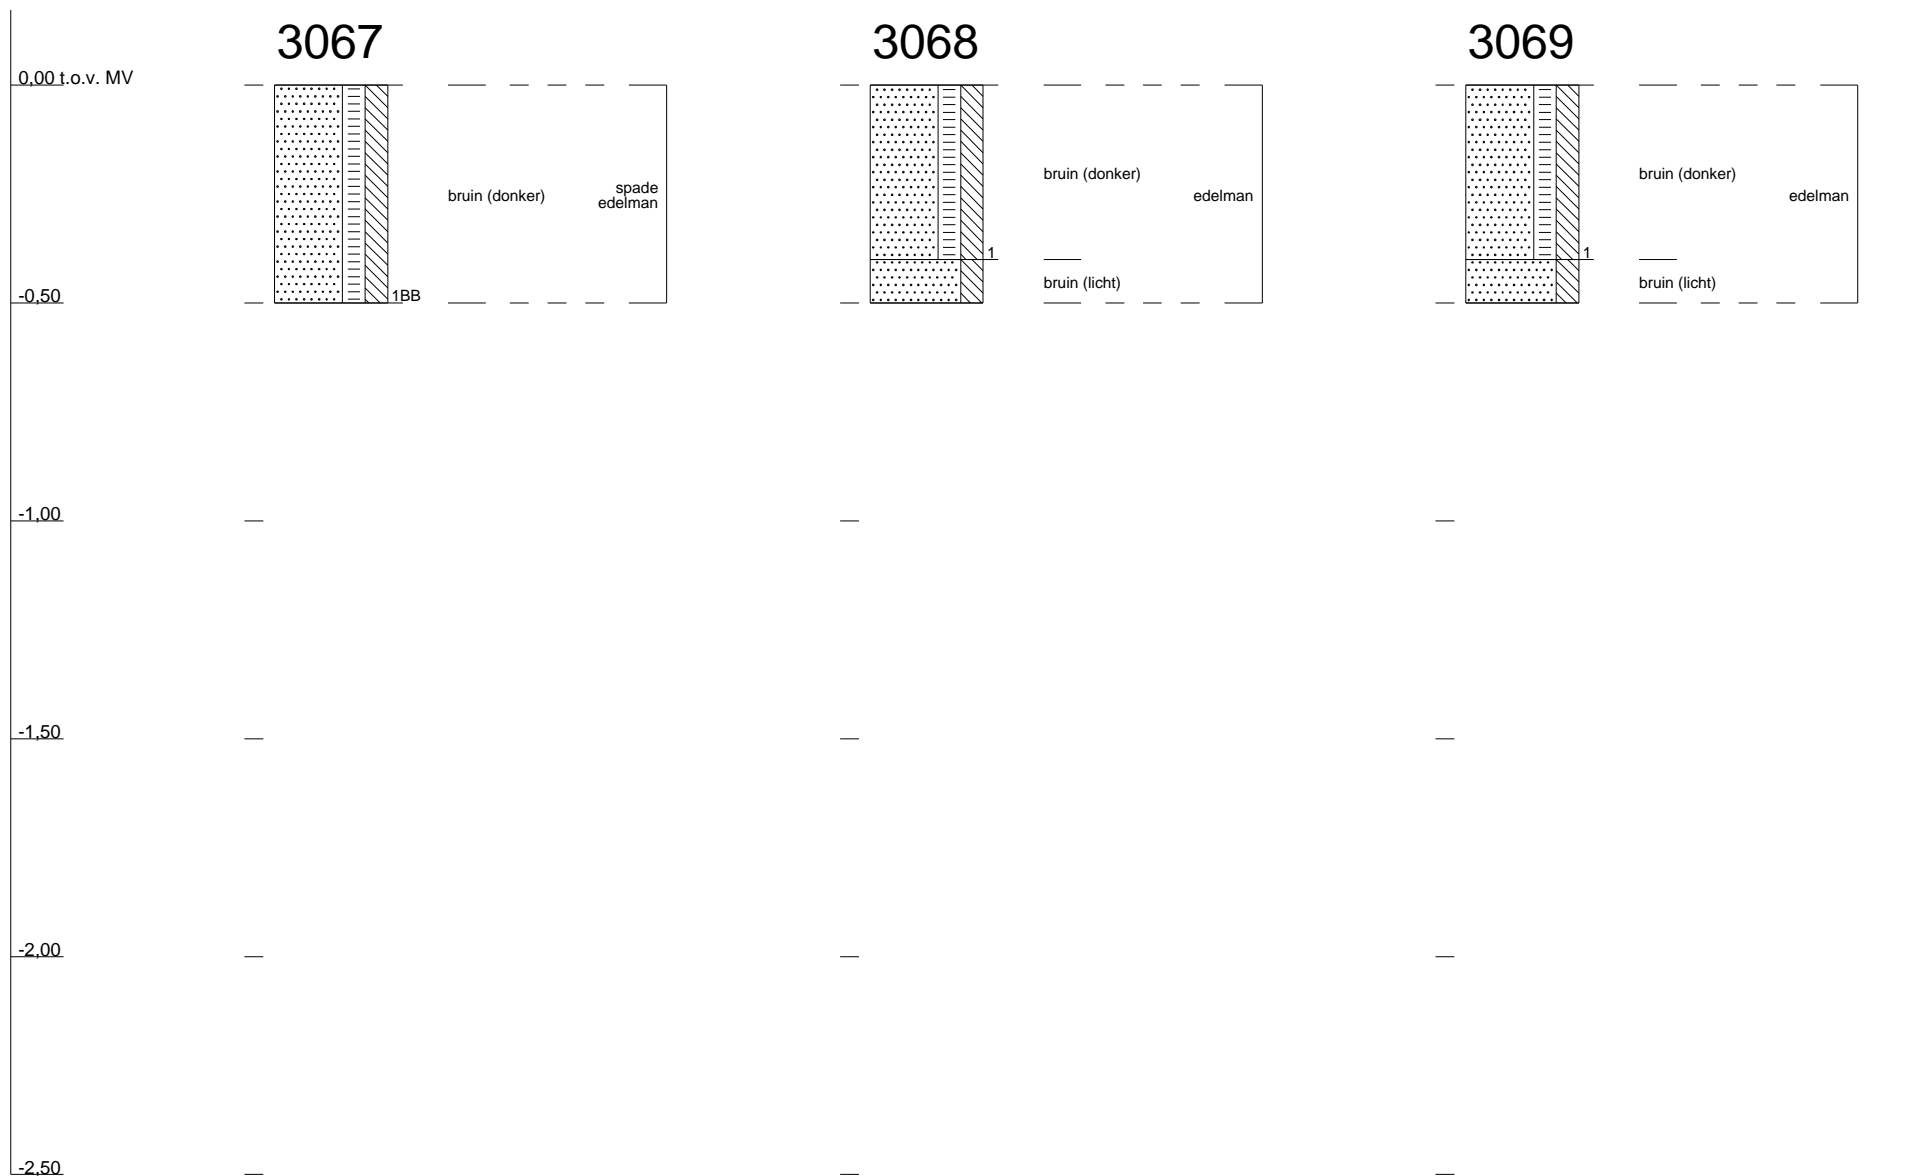 3067 3068 3069
0,00 t.o.v. MV
bruin (donker) bruin (donker)
spade
bruin (donker) edelman edelman edelman
1 1
bruin (licht) bruin (licht)
-0,50 1BB
-1,00
-1,50
-2,00
-2,50